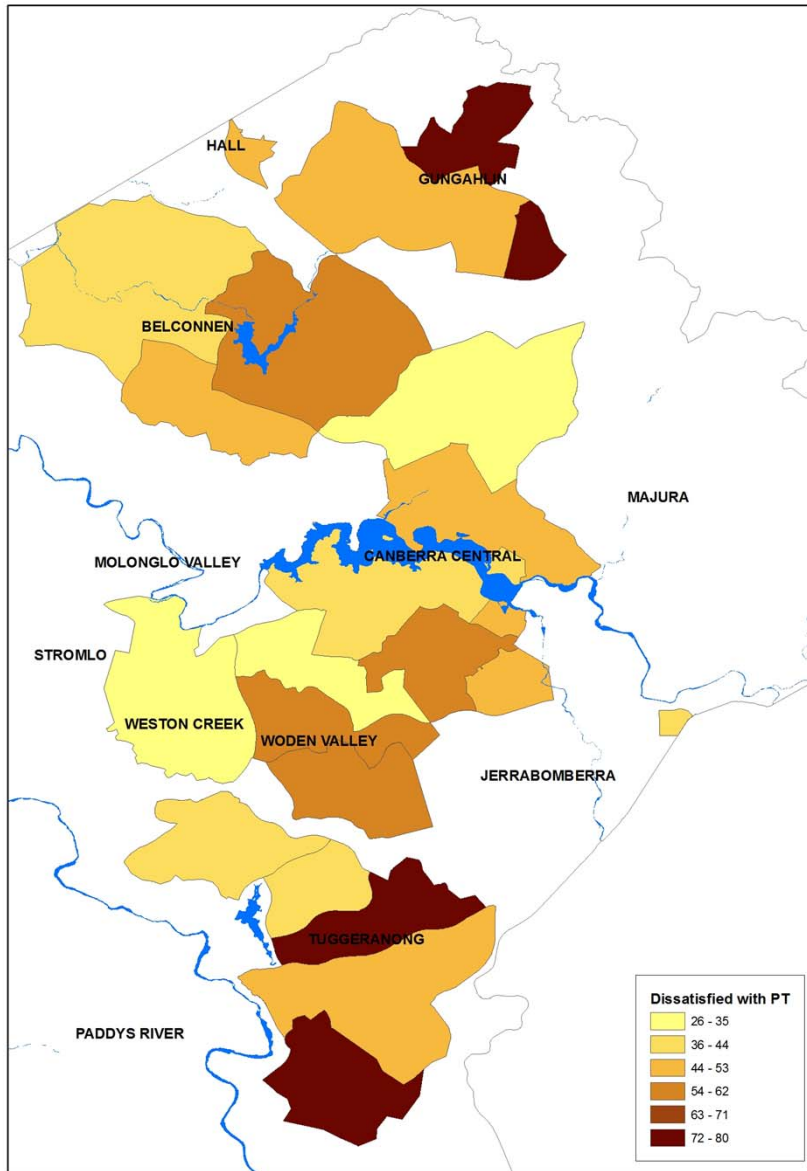 HALL
GUNGAHLIN
BELCONNEN
MAJURA
CANBERRA CENTRAL
MOLONGLO VALLEY
STROMLO
WESTON CREEK
WODEN VALLEY
JERRABOMBERRA
TUGGERANONG
PADDYS RIVER
Dissatisfied with PT
26 - 35
36 - 44
44 - 53
54 - 62
63 - 71
72 - 80